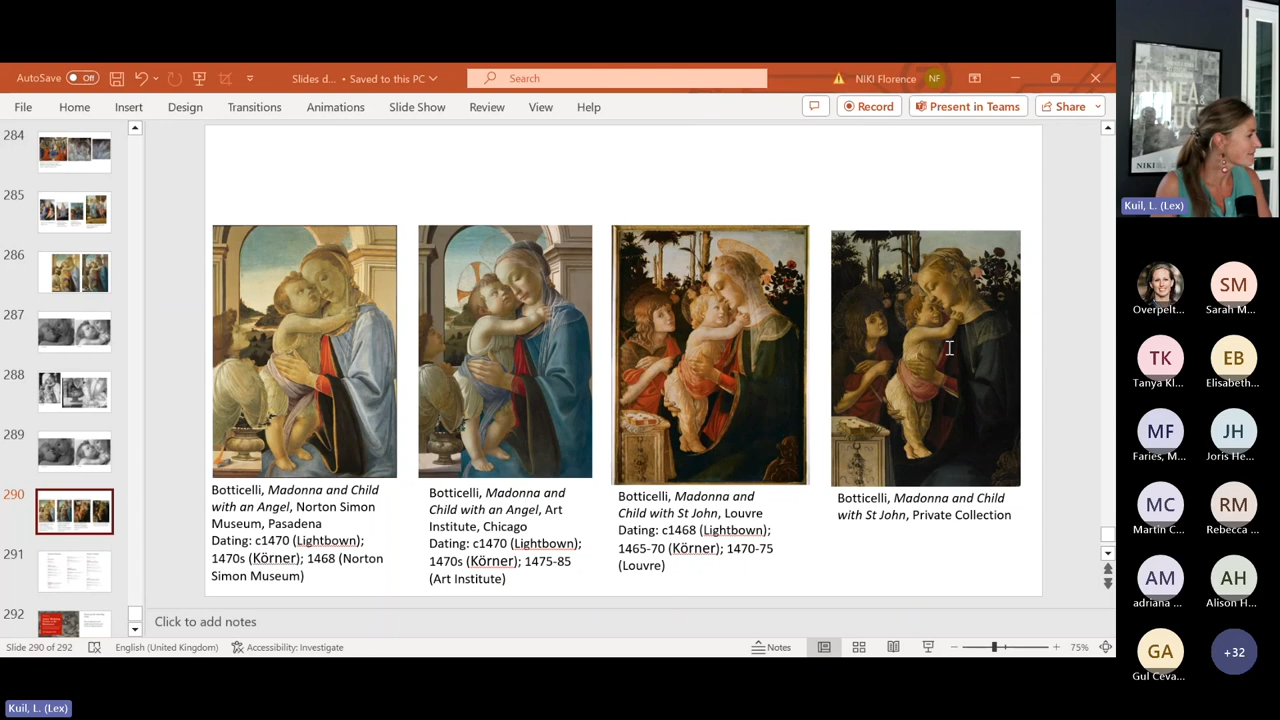 AutoSave
Off
Slides d... • Saved to this PC
Search
NIKI Florence
NF
File
Home
Insert
Design
Transitions
Animations
Slide Show
Review
View
Help
Record
Present in Teams
Share
284
285
286
287
288
289
290
291
292
Botticelli, Madonna and Child
with an Angel, Norton Simon
Museum, Pasadena
Dating: c1470 (Lightbown);
1470s (Körner); 1468 (Norton
Simon Museum)
Botticelli, Madonna and
Child with an Angel, Art
Institute, Chicago
Dating: c1470 (Lightbown);
1470s (Körner); 1475-85
(Art Institute)
Botticelli, Madonna and
Child with St John, Louvre
Dating: c1468 (Lightbown);
1465-70 (Körner); 1470-75
(Louvre)
Botticelli, Madonna and Child
with St John, Private Collection
Click to add notes
Slide 290 of 292
English (United Kingdom)
Accessibility: Investigate
Notes
75%
NIKI
Kuil, L. (Lex)
Overpelt...
SM
Sarah M...
TK
Tanya Kl...
EB
Elisabeth...
MF
Faries, M...
JH
Joris He...
MC
Martin C...
RM
Rebecca ...
AM
adriana ...
AH
Alison H...
GA
Gul Ceva...
+32
Kuil, L. (Lex)